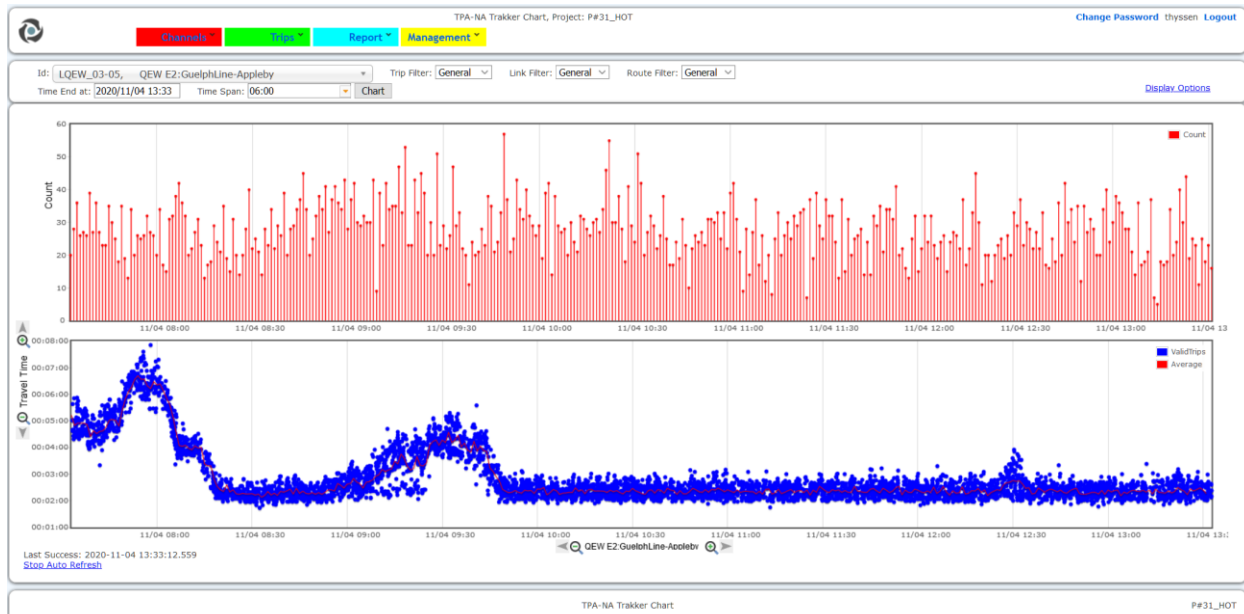 TPA-NA Trakker Chart, Project: P#31_HOT
Change Password thyssen Logout
Channels Trips Report Management
Id: LQEW_03-05, QEW E2:GuelphLine-Appleby Trip Filter: General Link Filter: General Route Filter: General
Time End at: 2020/11/04 13:33 Time Span: 06:00 Chart Display Options
60
50
40
30
20
10
0
Count
Count
11/04 08:00 11/04 08:30 11/04 09:00 11/04 09:30 11/04 10:00 11/04 10:30 11/04 11:00 11/04 11:30 11/04 12:00 11/04 12:30 11/04 13:00 11/04 13
00:08:00
00:07:00
00:06:00
00:05:00
00:04:00
00:03:00
00:02:00
00:01:00
Travel Time
ValidTrips
Average
11/04 08:00 11/04 08:30 11/04 09:00 11/04 09:30 11/04 10:00 11/04 10:30 11/04 11:00 11/04 11:30 11/04 12:00 11/04 12:30 11/04 13:00 11/04 13:
QEW E2:GuelphLine-Appleby
Last Success: 2020-11-04 13:33:12.559
Stop Auto Refresh
TPA-NA Trakker Chart P#31_HOT